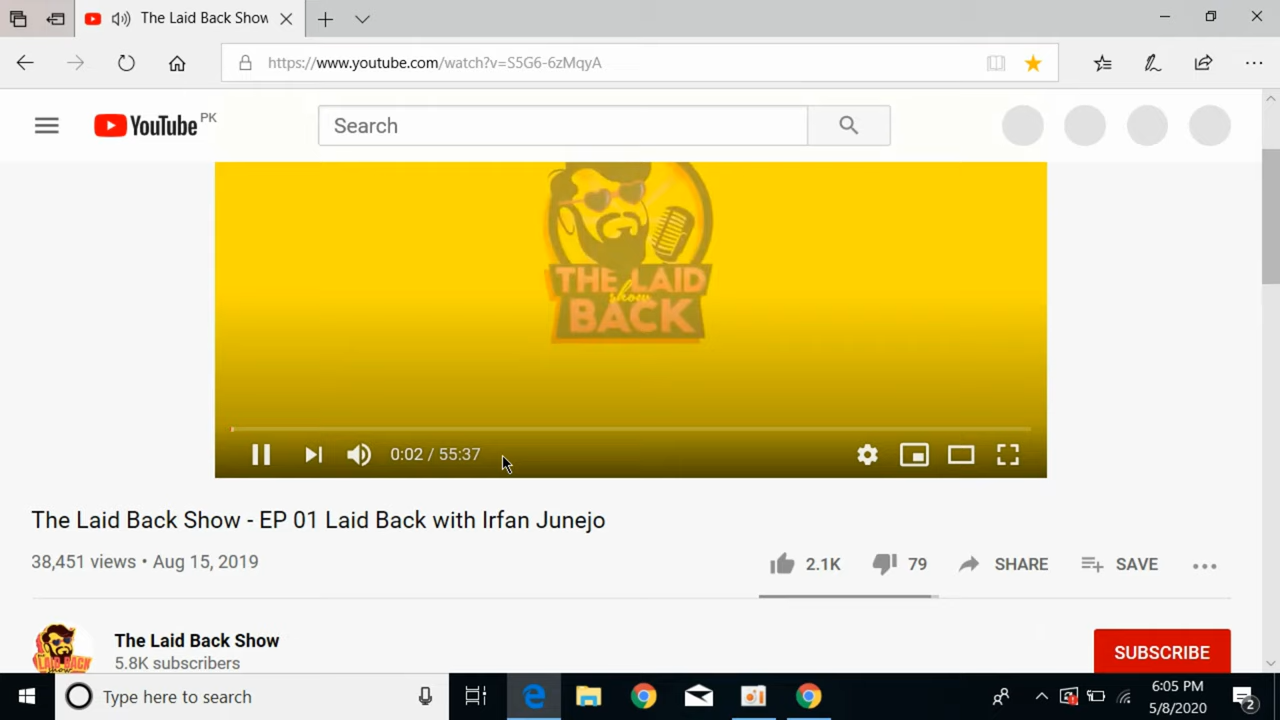 The Laid Back Show
https://www.youtube.com/watch?v=S5G6-6zMqyA
YouTube PK
Search
THE LAID
show
BACK
0:02 / 55:37
The Laid Back Show - EP 01 Laid Back with Irfan Junejo
38,451 views • Aug 15, 2019
2.1K
79
SHARE
SAVE
The Laid Back Show
5.8K subscribers
SUBSCRIBE
Type here to search
6:05 PM
5/8/2020
2